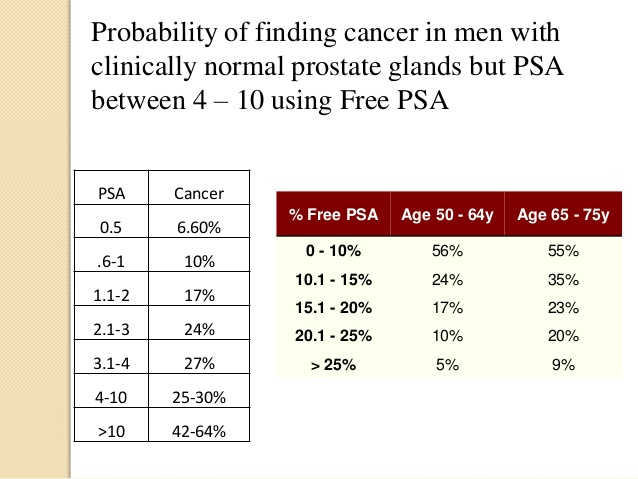 Probability of finding cancer in men with
clinically normal prostate glands but PSA
between 4 – 10 using Free PSA
PSA Cancer
0.5 6.60%
.6-1 10%
1.1-2 17%
2.1-3 24%
3.1-4 27%
4-10 25-30%
>10 42-64%
% Free PSA Age 50 - 64y Age 65 - 75y
0 - 10% 56% 55%
10.1 - 15% 24% 35%
15.1 - 20% 17% 23%
20.1 - 25% 10% 20%
> 25% 5% 9%